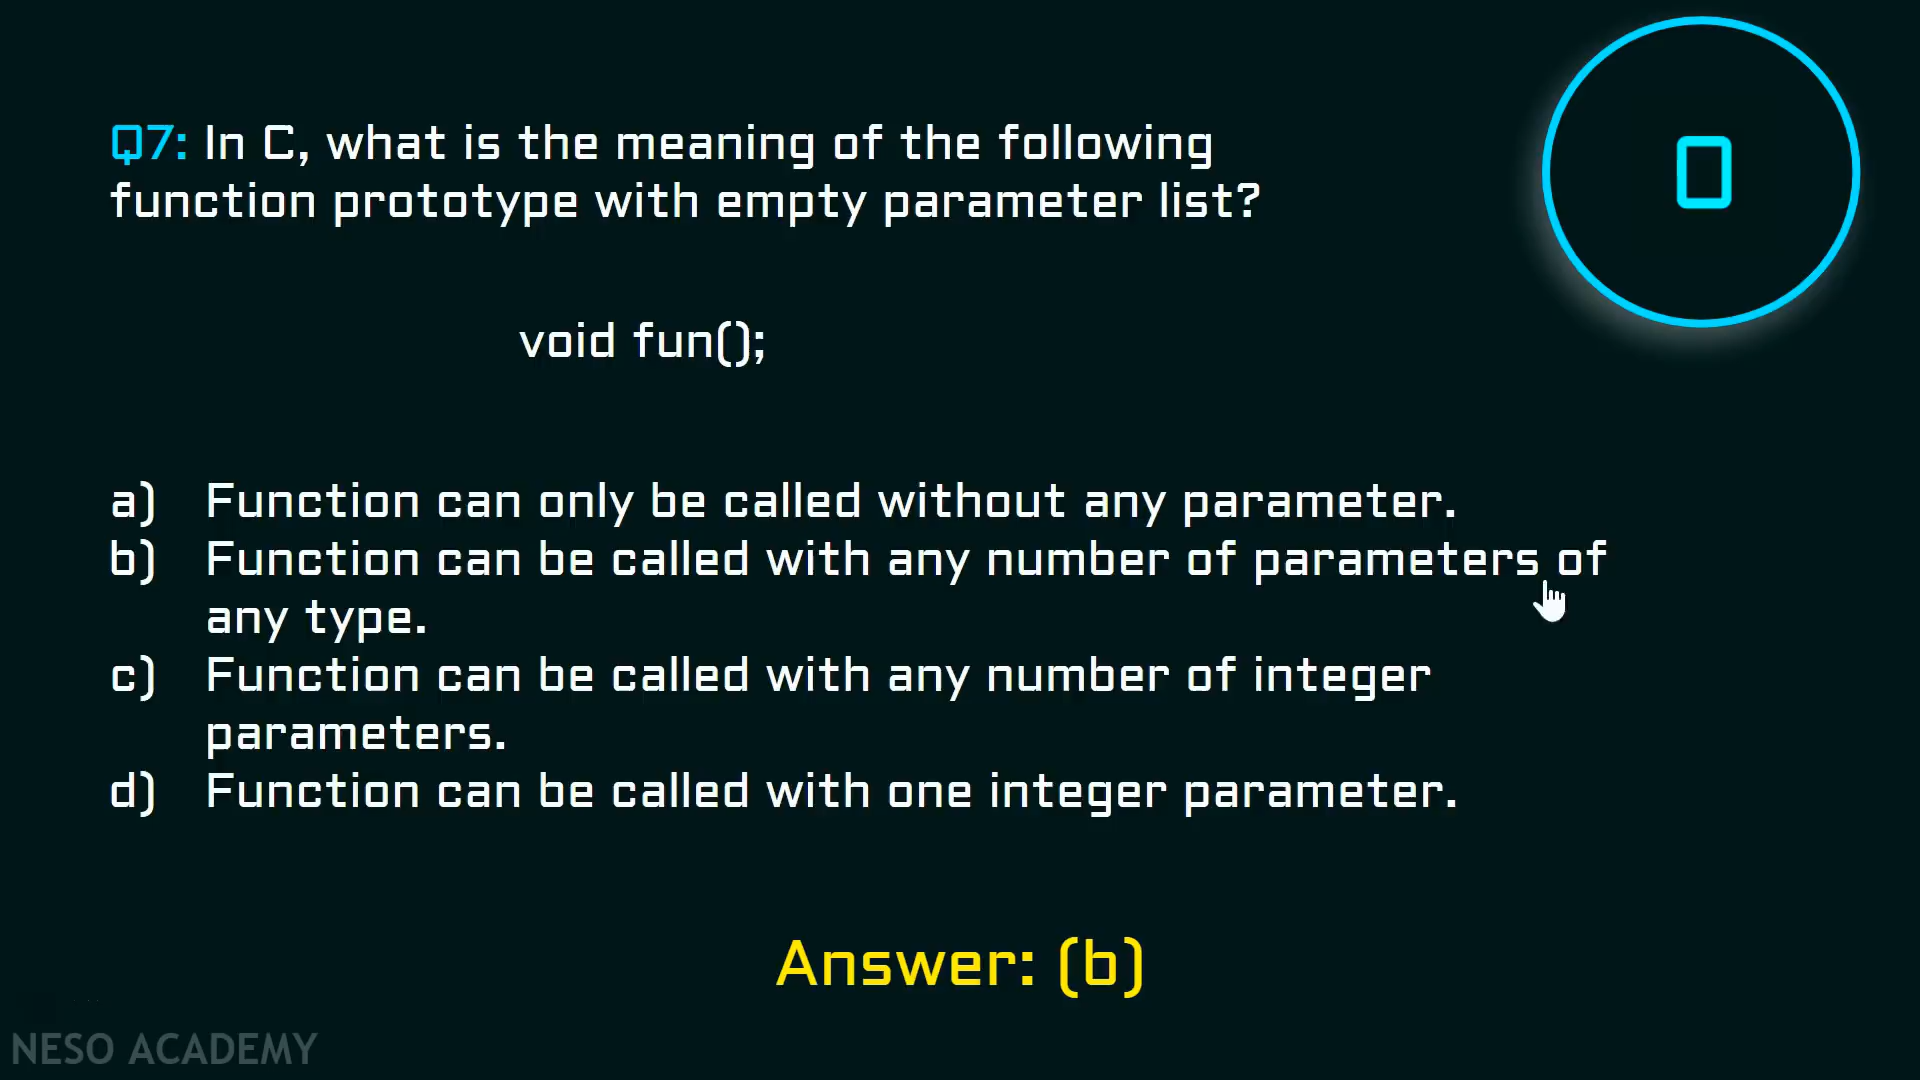 Q7: In C, what is the meaning of the following
function prototype with empty parameter list?
0
void fun();
a) Function can only be called without any parameter.
b) Function can be called with any number of parameters of
any type.
c) Function can be called with any number of integer
parameters.
d) Function can be called with one integer parameter.
Answer: (b)
NESO ACADEMY